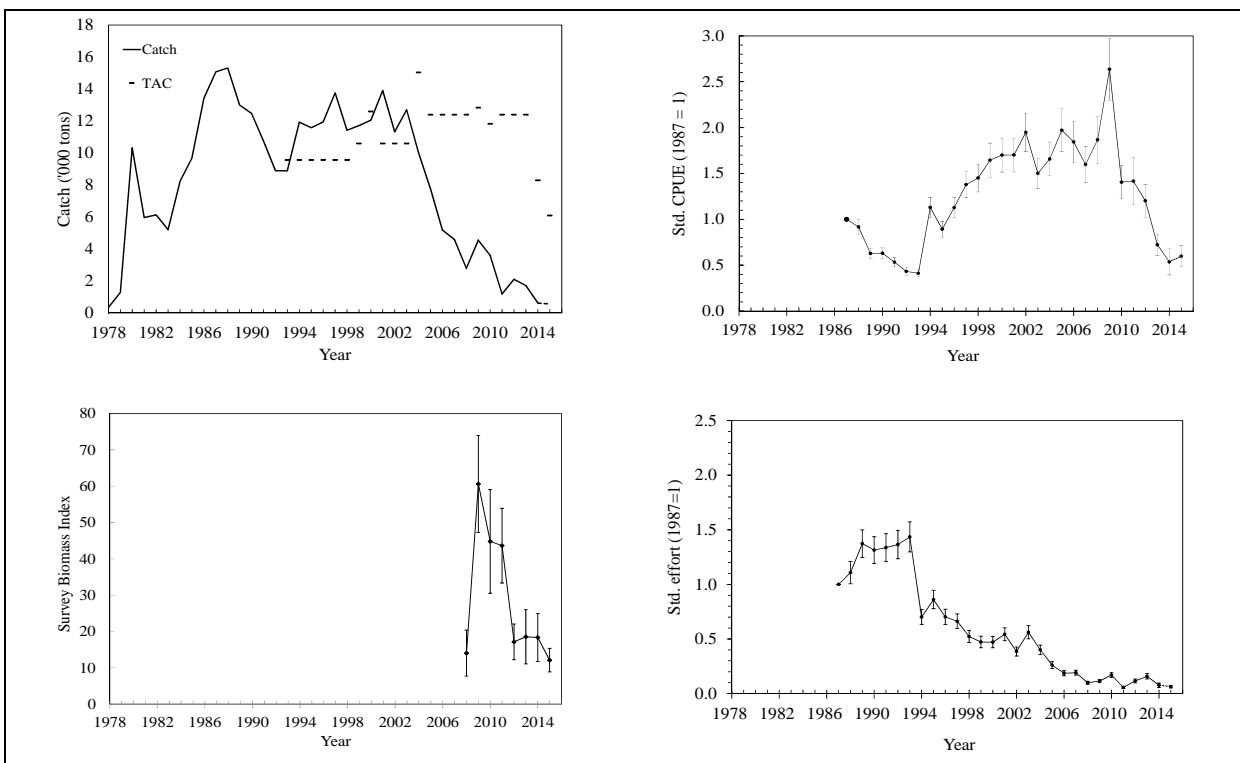 18
16
14
12
10
8
6
4
2
0
Catch ('000 tons)
Catch
TAC
1978 1982 1986 1990 1994 1998 2002 2006 2010 2014
Year
3.0
2.5
2.0
1.5
1.0
0.5
0.0
Std. CPUE (1987 = 1)
1978 1982 1986 1990 1994 1998 2002 2006 2010 2014
Year
80
70
60
50
40
30
20
10
0
Survey Biomass Index
1978 1982 1986 1990 1994 1998 2002 2006 2010 2014
Year
2.5
2.0
1.5
1.0
0.5
0.0
Std. effort (1987=1)
1978 1982 1986 1990 1994 1998 2002 2006 2010 2014
Year